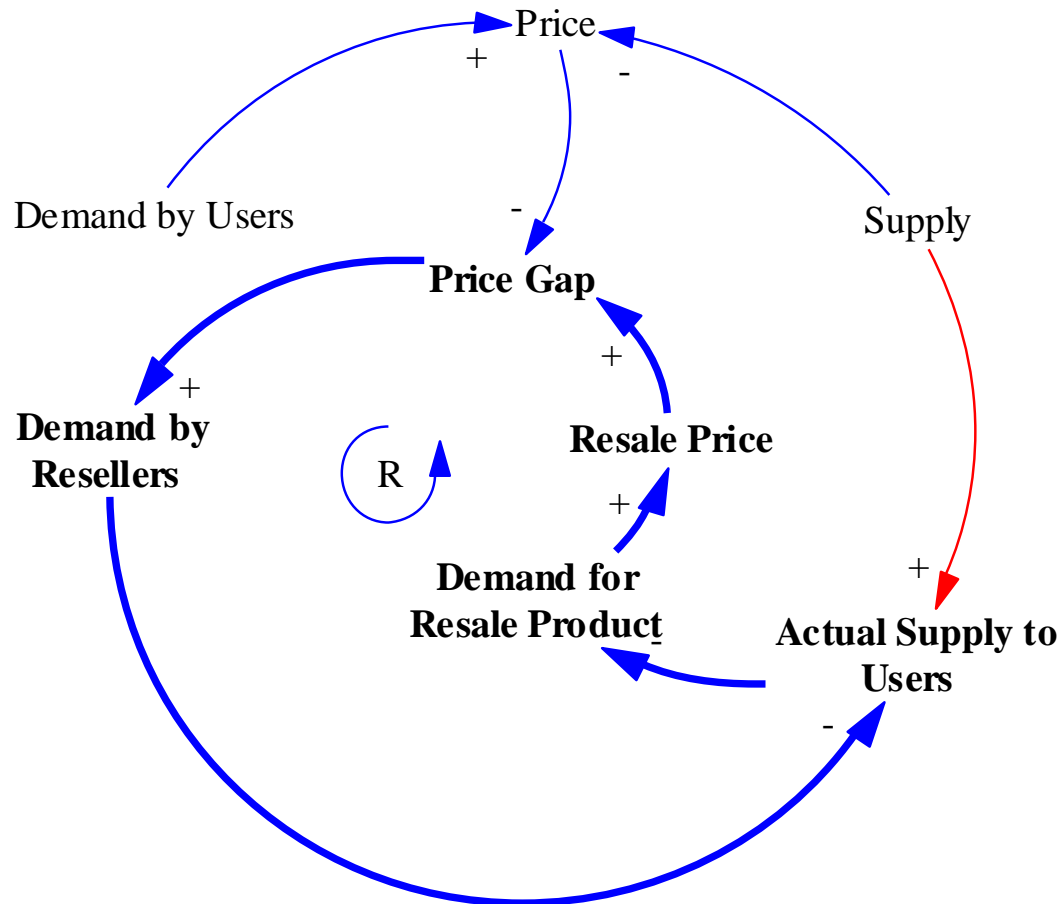 Price
+
-
Demand by Users
-
Supply
Price Gap
+
+
Demand by
Resellers
Resale Price
R
+
Demand for
Resale Product
+
Actual Supply to
Users
-